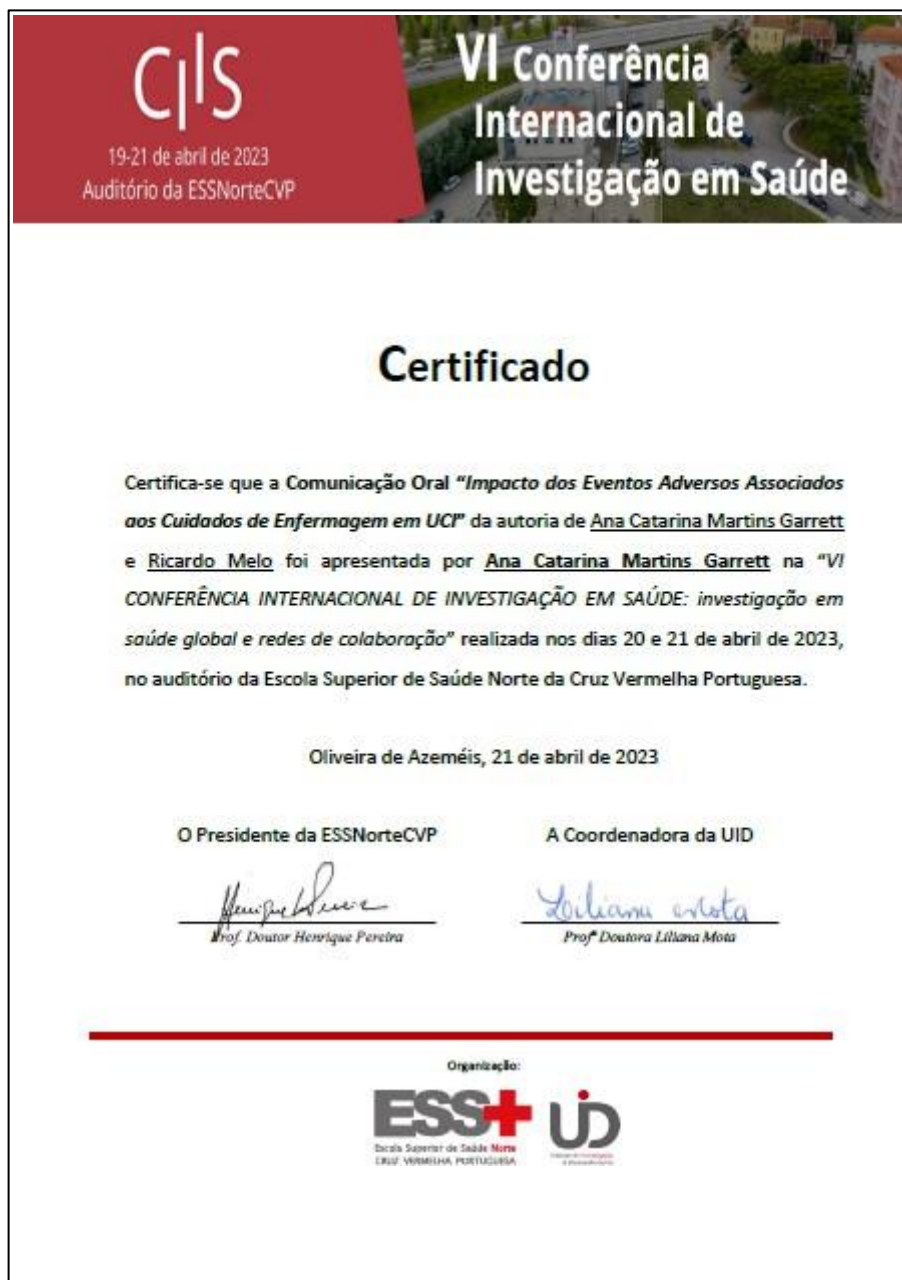 CIIS
19-21 de abril de 2023
Auditório da ESSNorteCVP
VI Conferência
Internacional de
Investigação em Saúde
Certificado
Certifica-se que a Comunicação Oral "Impacto dos Eventos Adversos Associados
aos Cuidados de Enfermagem em UCI" da autoria de Ana Catarina Martins Garrett
e Ricardo Melo foi apresentada por Ana Catarina Martins Garrett na "VI
CONFERÊNCIA INTERNACIONAL DE INVESTIGAÇÃO EM SAÚDE: investigação em
saúde global e redes de colaboração" realizada nos dias 20 e 21 de abril de 2023,
no auditório da Escola Superior de Saúde Norte da Cruz Vermelha Portuguesa.
Oliveira de Azeméis, 21 de abril de 2023
O Presidente da ESSNorteCVP
A Coordenadora da UID
Liliana Mota
Prof. Doutor Henrique Pereira
Profª Doutora Liliana Mota
Organização:
ESS+
Escola Superior de Saúde Norte
CRUZ VERMELHA PORTUGUESA
UID